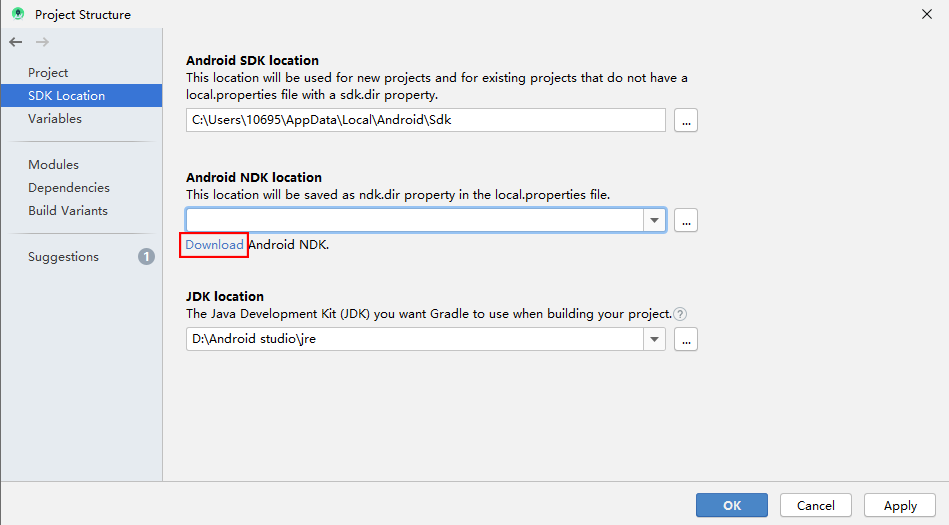 Project Structure
Project
SDK Location
Variables
Modules
Dependencies
Build Variants
Suggestions 1
Android SDK location
This location will be used for new projects and for existing projects that do not have a
local.properties file with a sdk.dir property.
C:\Users\10695\AppData\Local\Android\Sdk
...
Android NDK location
This location will be saved as ndk.dir property in the local.properties file.
...
Download Android NDK.
JDK location
The Java Development Kit (JDK) you want Gradle to use when building your project. ?
D:\Android studio\jre
...
OK Cancel Apply